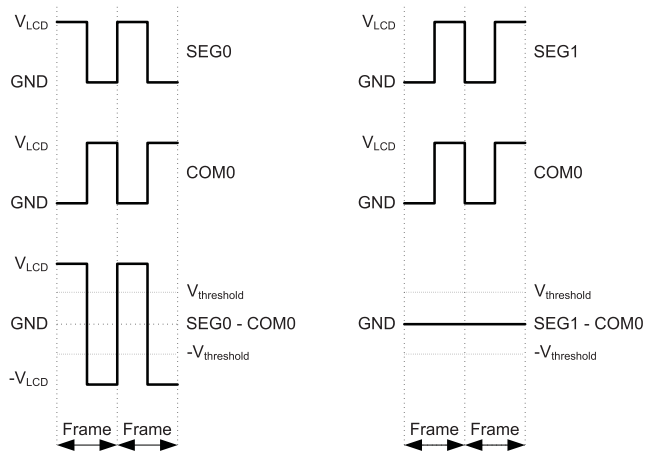 VLCD
SEG0
GND
VLCD
COM0
GND
VLCD
Vthreshold
GND
SEG0 - COM0
-Vthreshold
-VLCD
Frame Frame
VLCD
SEG1
GND
VLCD
COM0
GND
Vthreshold
GND
SEG1 - COM0
-Vthreshold
Frame Frame